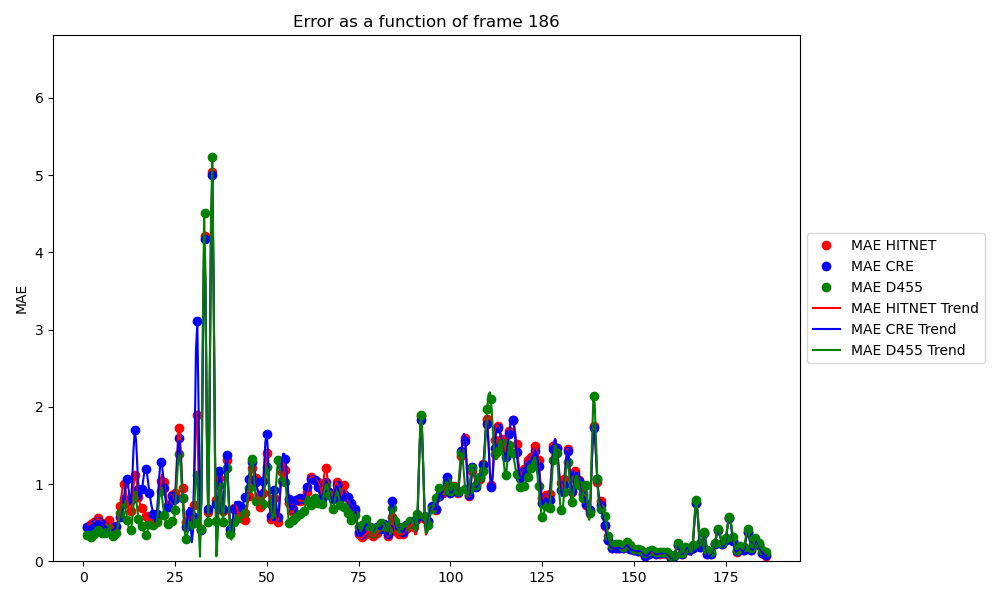 Error as a function of frame 186
MAE
6
5
4
3
2
1
0
0 25 50 75 100 125 150 175
MAE HITNET
MAE CRE
MAE D455
MAE HITNET Trend
MAE CRE Trend
MAE D455 Trend